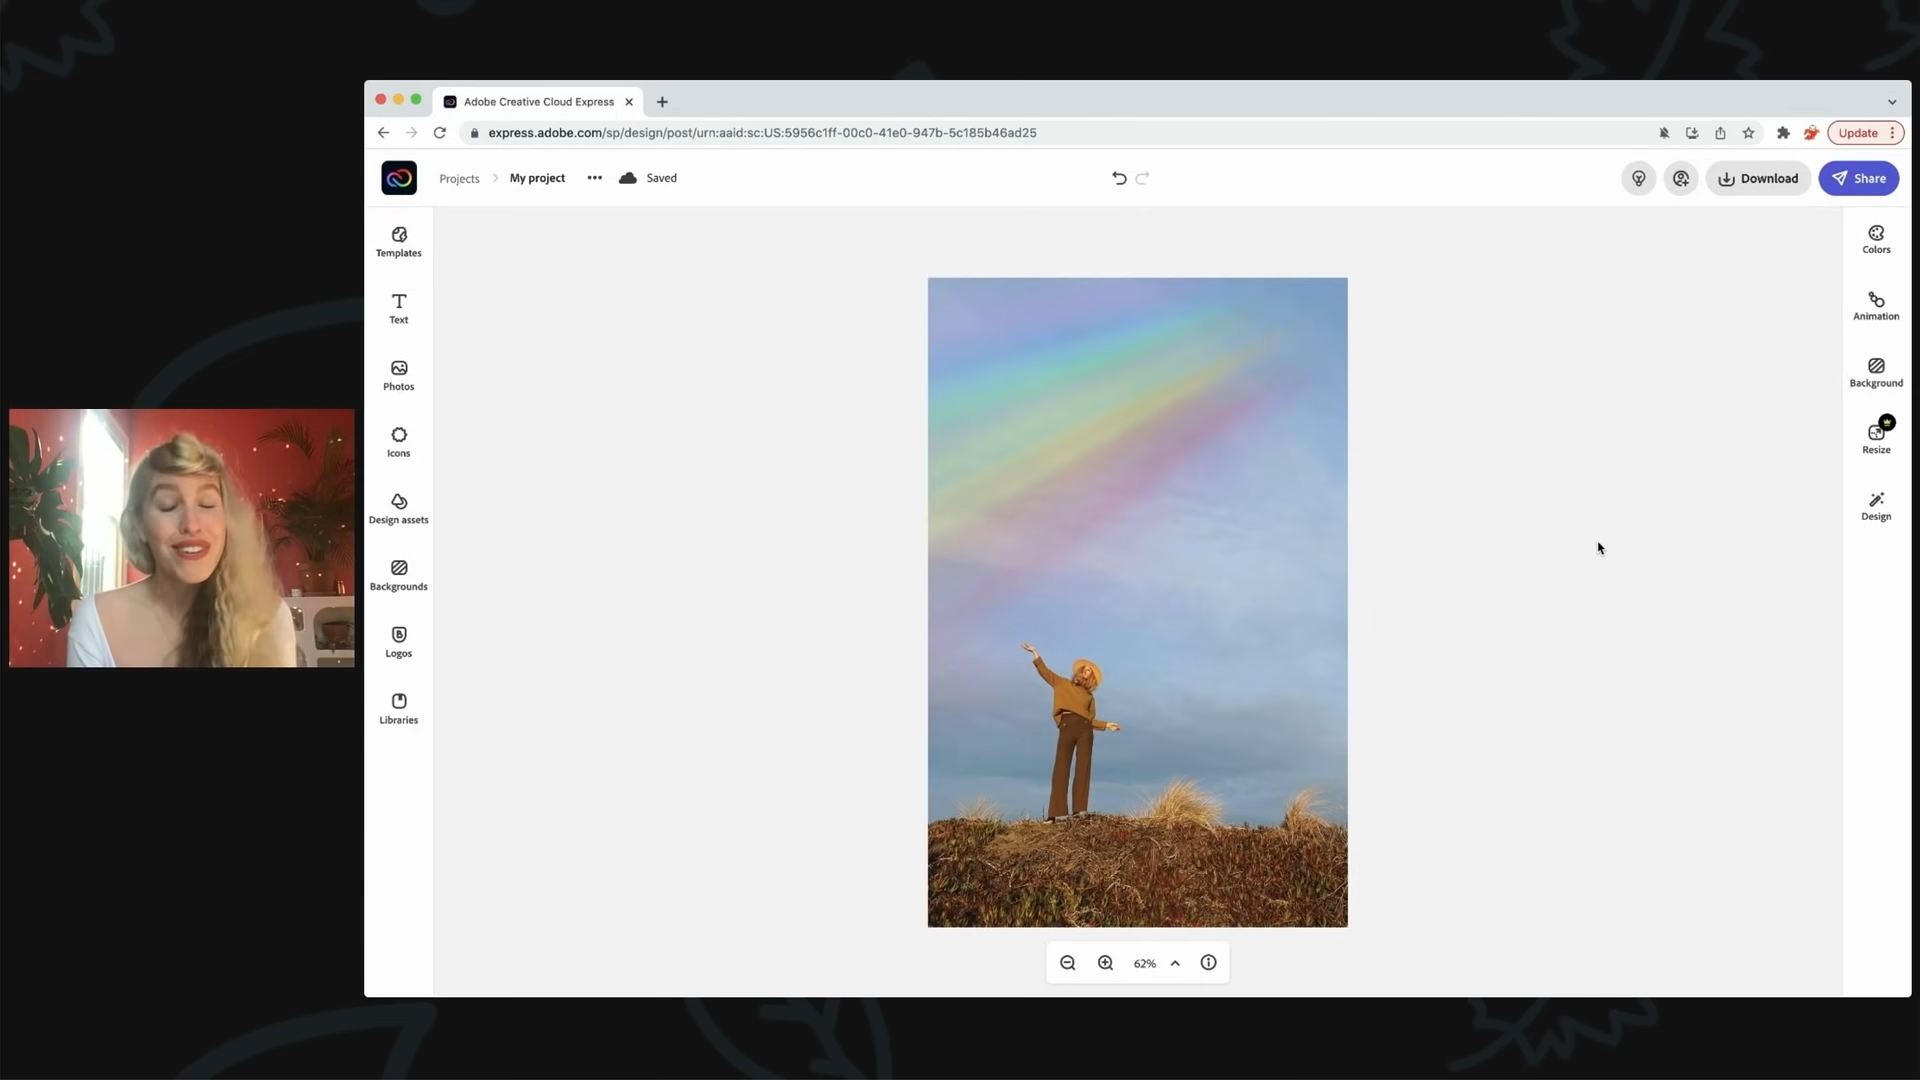 Adobe Creative Cloud Express
express.adobe.com/sp/design/post/urn:aaid:sc:US:5956c1ff-00c0-41e0-947b-5c185b46ad25
Update
Projects
My project
Saved
Download
Share
Templates
Text
Photos
Icons
Design assets
Backgrounds
Logos
Libraries
Colors
Animation
Background
Resize
Design
62%